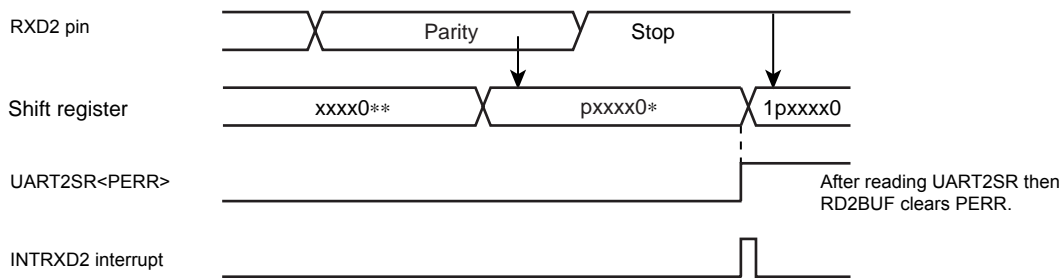 RXD2 pin
Parity
Stop
Shift register
xxxx0**
pxxxx0*
1pxxxx0
UART2SR<PERR>
After reading UART2SR then
RD2BUF clears PERR.
INTRXD2 interrupt